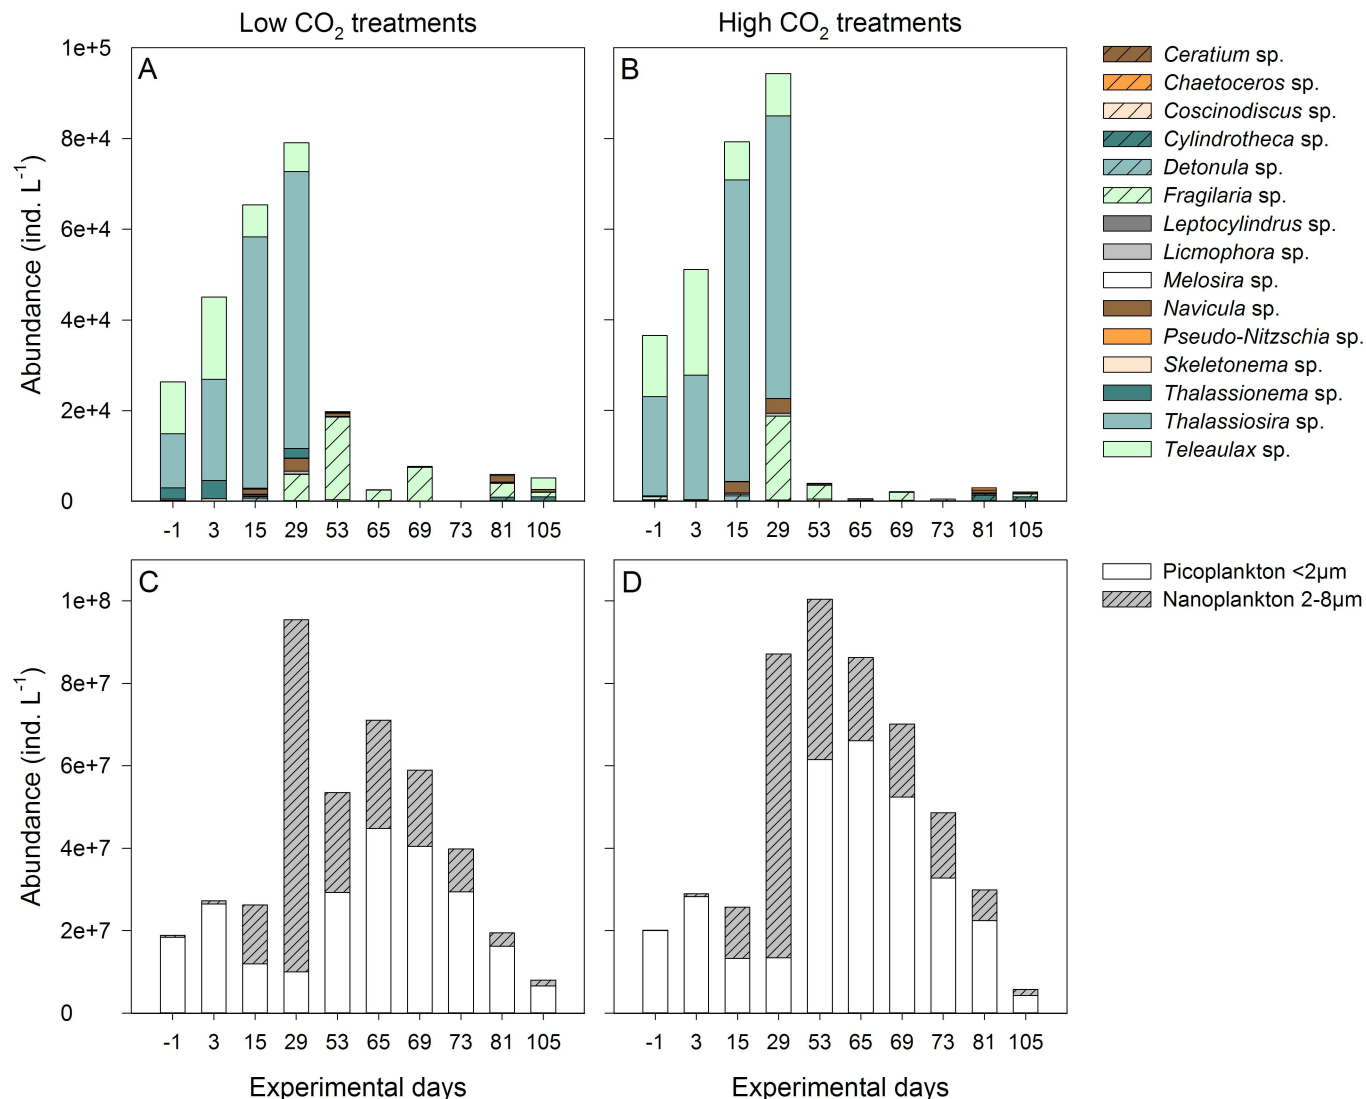 Low CO2 treatments
High CO2 treatments
A
B
1e+5
8e+4
6e+4
4e+4
2e+4
0
Abundance (ind. L-1)
-1 3 15 29 53 65 69 73 81 105
-1 3 15 29 53 65 69 73 81 105
Ceratium sp.
Chaetoceros sp.
Coscinodiscus sp.
Cylindrotheca sp.
Detonula sp.
Fragilaria sp.
Leptocylindrus sp.
Licmophora sp.
Melosira sp.
Navicula sp.
Pseudo-Nitzschia sp.
Skeletonema sp.
Thalassionema sp.
Thalassiosira sp.
Teleaulax sp.
C
D
1e+8
8e+7
6e+7
4e+7
2e+7
0
Abundance (ind. L-1)
-1 3 15 29 53 65 69 73 81 105
-1 3 15 29 53 65 69 73 81 105
Experimental days
Experimental days
Picoplankton <2µm
Nanoplankton 2-8µm